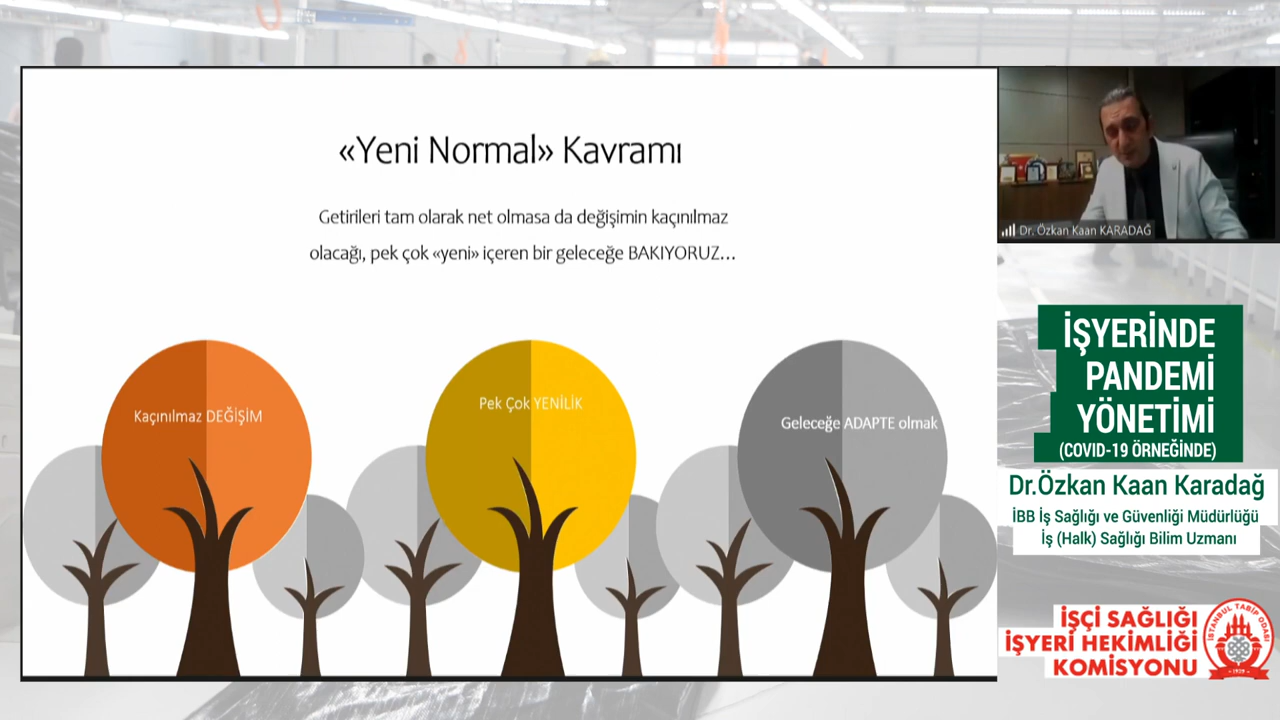 «Yeni Normal» Kavramı
Getirileri tam olarak net olmasa da değişimin kaçınılmaz
olacağı, pek çok «yeni» içeren bir geleceğe BAKIYORUZ...
Kaçınılmaz DEĞİŞİM
Pek Çok YENİLİK
Geleceğe ADAPTE olmak
Dr. Özkan Kaan KARADAĞ
İŞYERİNDE
PANDEMİ
YÖNETİMİ
(COVID-19 ÖRNEĞİNDE)
Dr.Özkan Kaan Karadağ
İBB İş Sağlığı ve Güvenliği Müdürlüğü
İş (Halk) Sağlığı Bilim Uzmanı
İŞÇİ SAĞLIĞI
İŞYERİ HEKİMLİĞİ
KOMİSYONU
İSTANBUL TABİP ODASI
1929